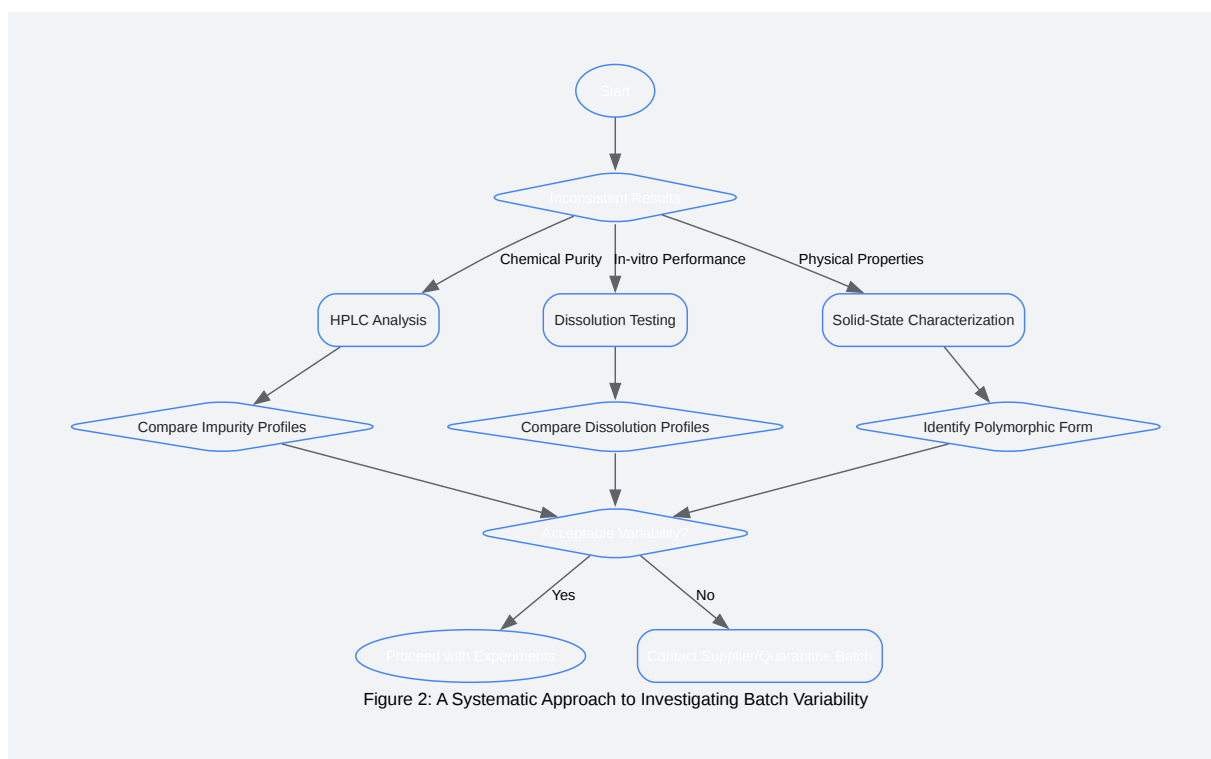 Start
Inconsistent Results
Chemical Purity
In-vitro Performance
Physical Properties
HPLC Analysis
Dissolution Testing
Solid-State Characterization
Compare Impurity Profiles
Compare Dissolution Profiles
Identify Polymorphic Form
Acceptable Variability?
Yes
No
Proceed with Experiments
Contact Supplier/Quarantine Batch
Figure 2: A Systematic Approach to Investigating Batch Variability